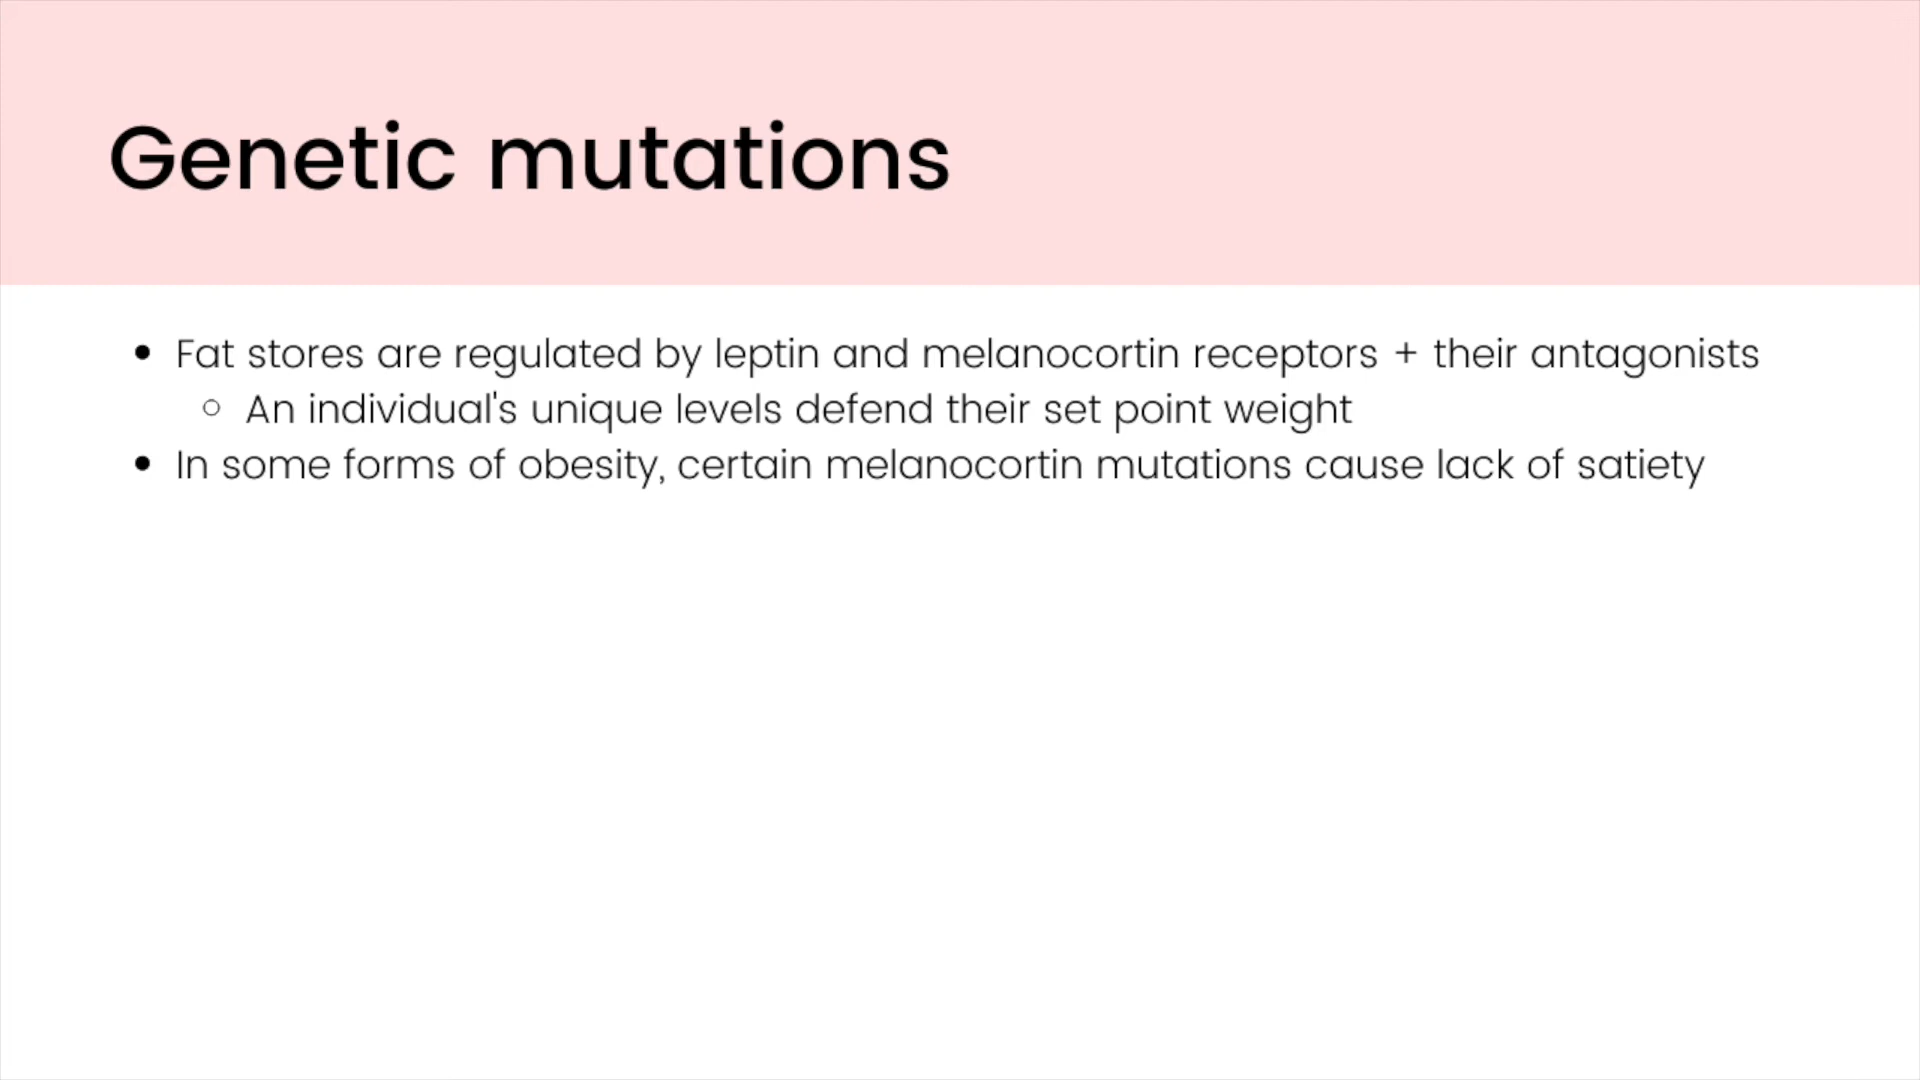 Genetic mutations
• Fat stores are regulated by leptin and melanocortin receptors + their antagonists
○ An individual's unique levels defend their set point weight
• In some forms of obesity, certain melanocortin mutations cause lack of satiety